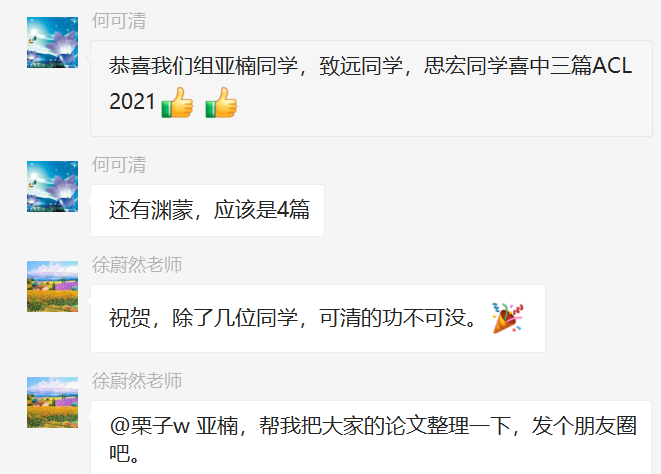 何可清
恭喜我们组亚楠同学，致远同学，思宏同学喜中三篇ACL
2021👍👍
何可清
还有渊蒙，应该是4篇
徐蔚然老师
祝贺，除了几位同学，可清的功不可没。🎉
徐蔚然老师
@栗子w 亚楠，帮我把大家的论文整理一下，发个朋友圈
吧。